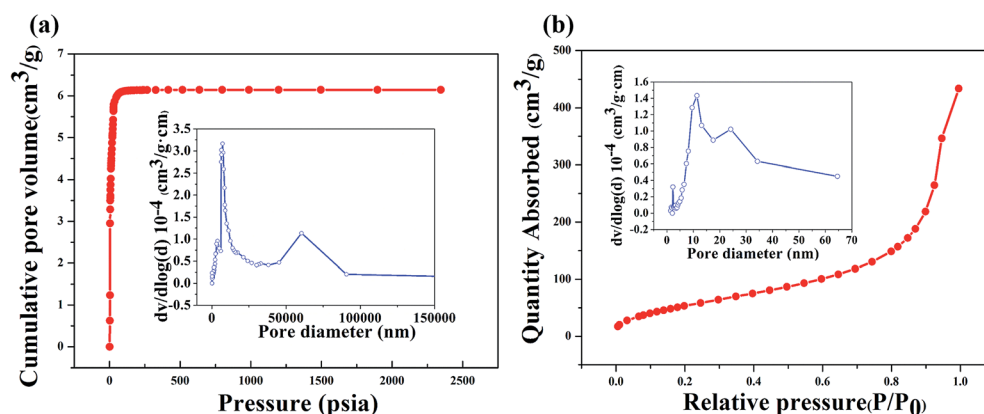 (a)
Cumulative pore volume(cm³/g)
7
6
5
4
3
2
1
0
0 500 1000 1500 2000 2500
Pressure (psia)
dv/dlog(d) 10⁻⁴ (cm³/g·cm)
3.5
3.0
2.5
2.0
1.5
1.0
0.5
0.0
0 50000 100000 150000
Pore diameter (nm)
(b)
Quantity Absorbed (cm³/g)
500
400
300
200
100
0
0.0 0.2 0.4 0.6 0.8 1.0
Relative pressure(P/P₀)
dv/dlog(d) 10⁻⁴ (cm³/g·cm)
1.6
1.4
1.2
1.0
0.8
0.6
0.4
0.2
0.0
0 10 20 30 40 50 60 70
Pore diameter (nm)